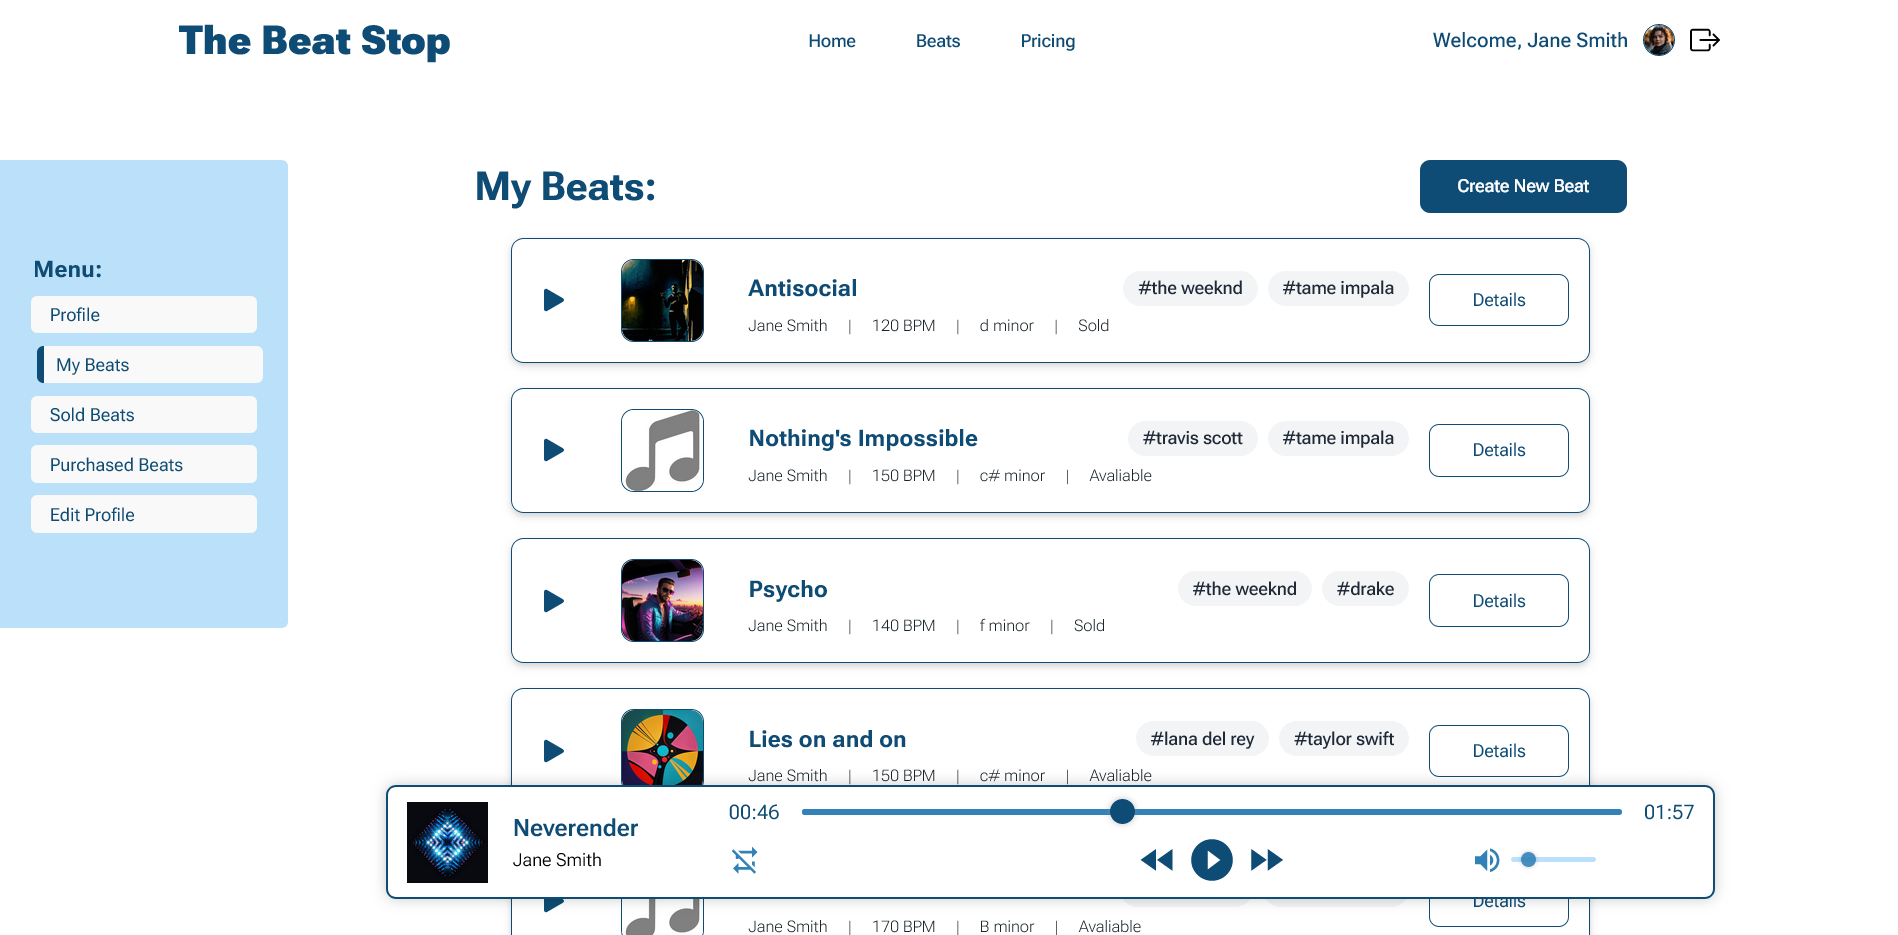 The Beat Stop
Home Beats Pricing
Welcome, Jane Smith
Menu:
Profile
My Beats
Sold Beats
Purchased Beats
Edit Profile
My Beats:
Create New Beat
Antisocial
#the weeknd #tame impala
Jane Smith | 120 BPM | d minor | Sold
Details
Nothing's Impossible
#travis scott #tame impala
Jane Smith | 150 BPM | c# minor | Avaliable
Details
Psycho
#the weeknd #drake
Jane Smith | 140 BPM | f minor | Sold
Details
Lies on and on
#lana del rey #taylor swift
Jane Smith | 150 BPM | c# minor | Avaliable
Details
Neverender
Jane Smith
00:46
01:57
Jane Smith | 170 BPM | B minor | Avaliable
Details